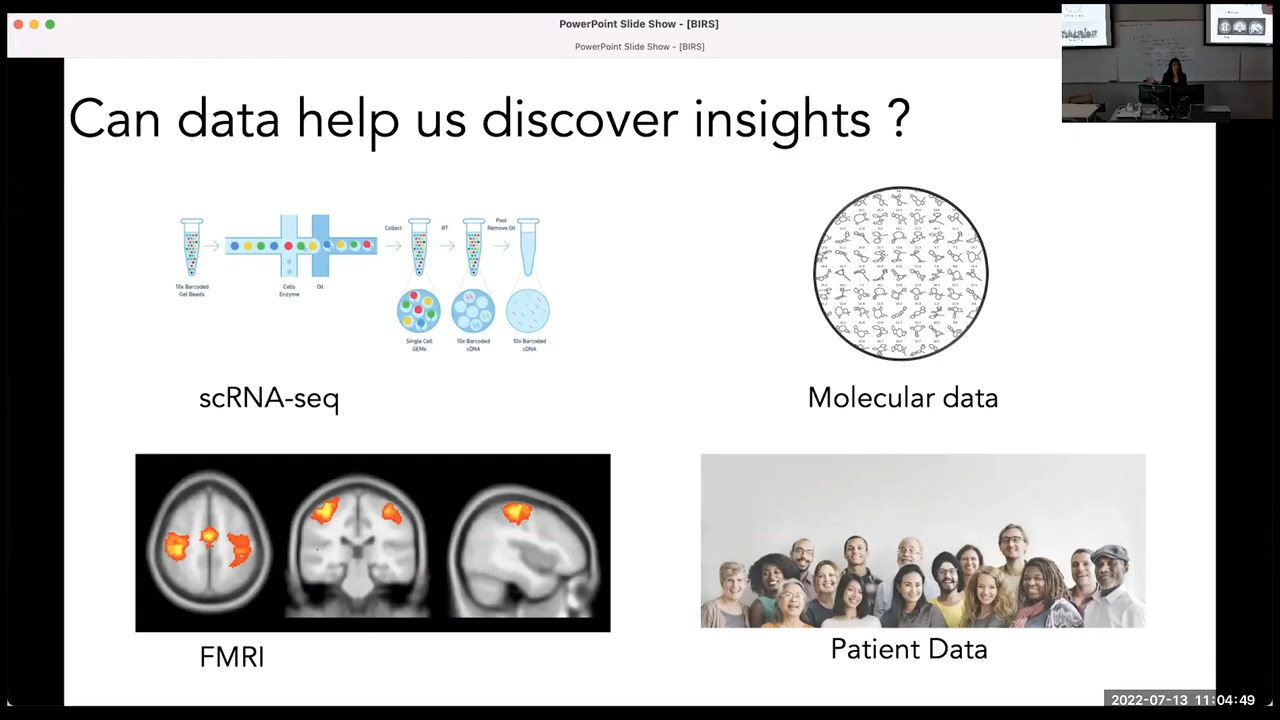 PowerPoint Slide Show - [BIRS]
PowerPoint Slide Show - [BIRS]
Can data help us discover insights ?
Collect
RT
Pool
Remove Oil
10x Barcoded
Gel Beads
Cells
Enzyme
Oil
Single Cell
GEMs
10x Barcoded
cDNA
10x Barcoded
cDNA
scRNA-seq
Molecular data
FMRI
Patient Data
2022-07-13 11:04:49